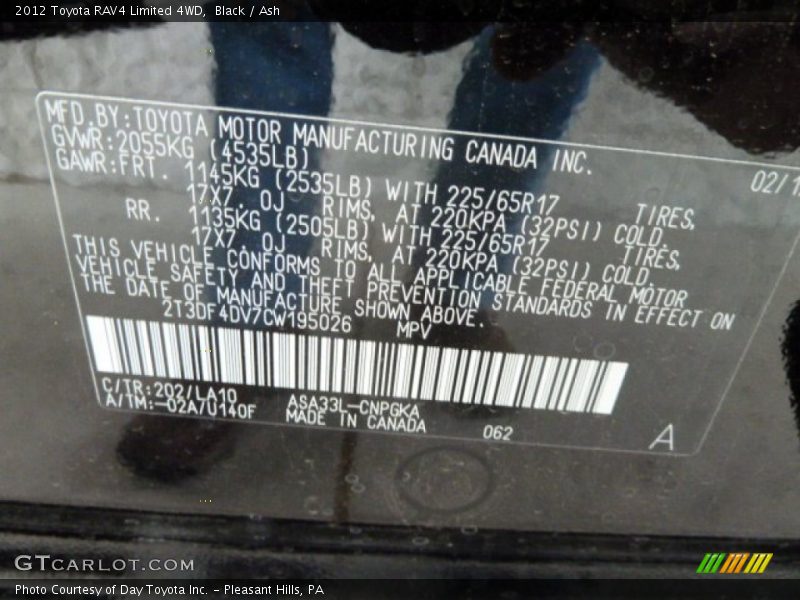 2012 Toyota RAV4 Limited 4WD, Black / Ash
MFD.BY:TOYOTA MOTOR MANUFACTURING CANADA INC.
GVWR:2055KG (4535LB)
02/1
GAWR:FRT. 1145KG (2535LB) WITH 225/65R17 TIRES,
17X7.0J RIMS, AT 220KPA (32PSI) COLD.
RR. 1135KG (2505LB) WITH 225/65R17 TIRES,
17X7.0J RIMS, AT 220KPA (32PSI) COLD.
THIS VEHICLE CONFORMS TO ALL APPLICABLE FEDERAL MOTOR
VEHICLE SAFETY AND THEFT PREVENTION STANDARDS IN EFFECT ON
THE DATE OF MANUFACTURE SHOWN ABOVE.
2T3DF4DV7CW195026 MPV
C/TR:202/LA10 ASA33L-CNPGKA
A/TM:-02A/U140F MADE IN CANADA
062
A
GTCARLOT.COM
Photo Courtesy of Day Toyota Inc. - Pleasant Hills, PA